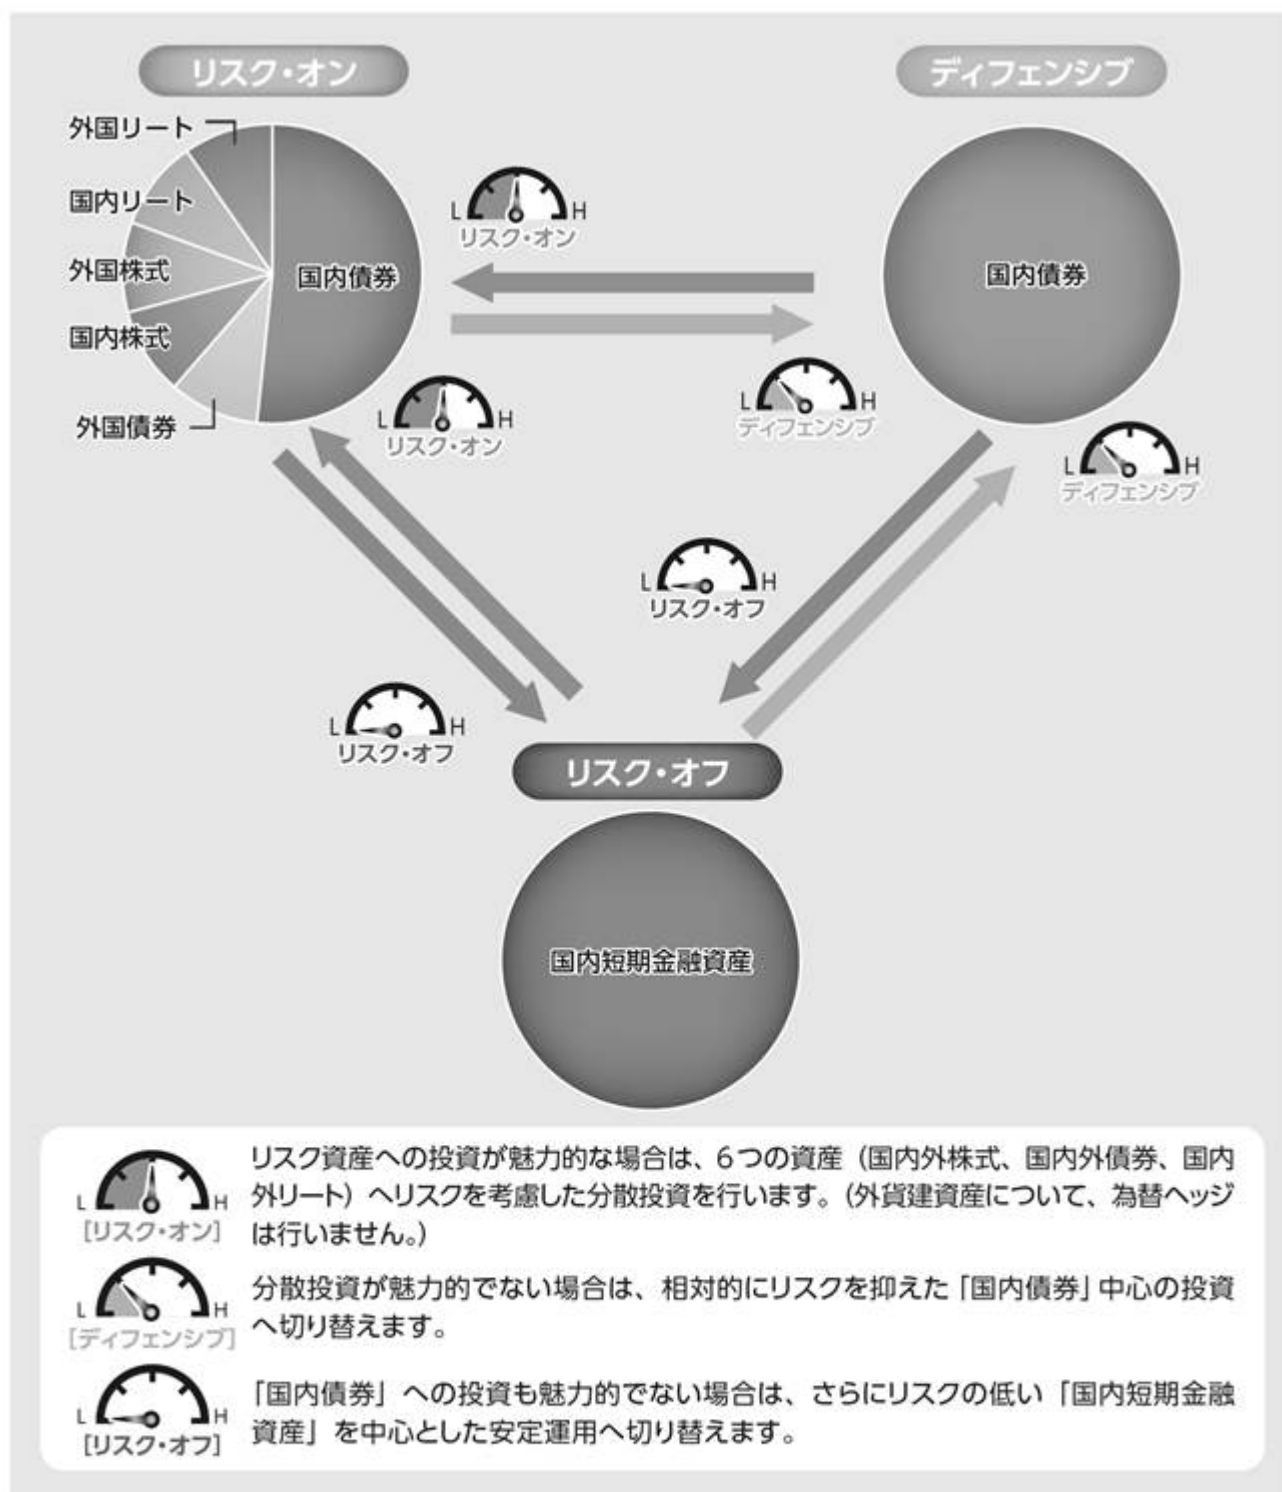 リスク・オン
ディフェンシブ
外国リート
国内リート
外国株式
国内株式
外国債券
国内債券
国内債券
L H
リスク・オン
L H
リスク・オン
L H
ディフェンシブ
L H
ディフェンシブ
L H
リスク・オフ
L H
リスク・オフ
リスク・オフ
国内短期金融資産
L H
[リスク・オン]
リスク資産への投資が魅力的な場合は、6つの資産（国内外株式、国内外債券、国内
外リート）へリスクを考慮した分散投資を行います。（外貨建資産について、為替ヘッジ
は行いません。）
L H
[ディフェンシブ]
分散投資が魅力的でない場合は、相対的にリスクを抑えた「国内債券」中心の投資
へ切り替えます。
L H
[リスク・オフ]
「国内債券」への投資も魅力的でない場合は、さらにリスクの低い「国内短期金融
資産」を中心とした安定運用へ切り替えます。